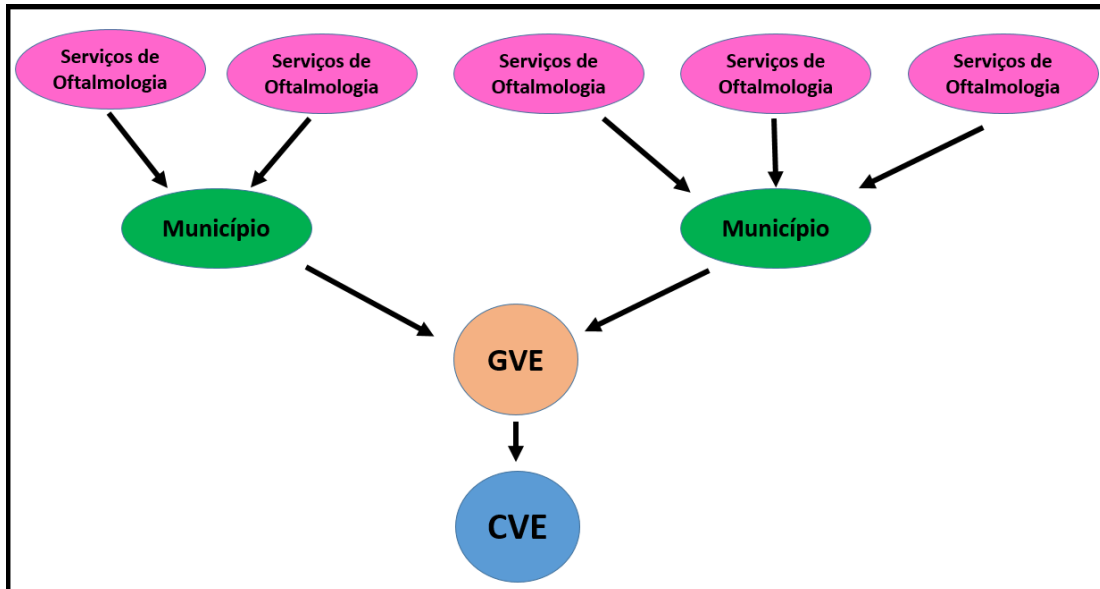 Serviços de
Oftalmologia
Serviços de
Oftalmologia
Serviços de
Oftalmologia
Serviços de
Oftalmologia
Serviços de
Oftalmologia
Município
Município
GVE
CVE